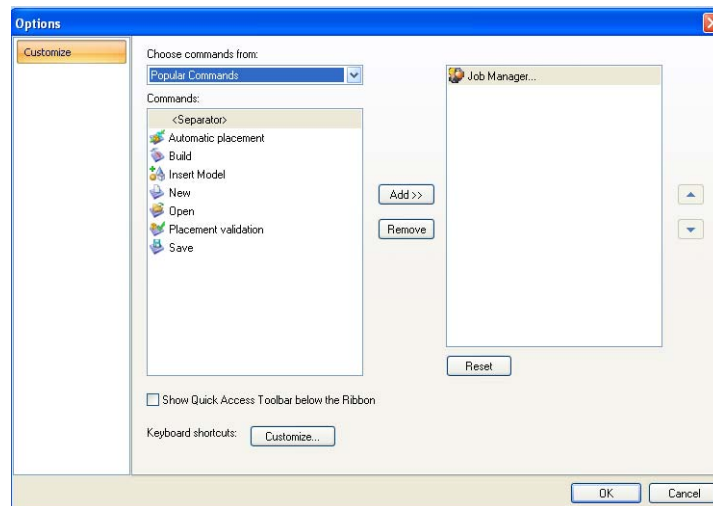 Options
Customize
Choose commands from:
Popular Commands
Commands:
<Separator>
Automatic placement
Build
Insert Model
New
Open
Placement validation
Save
Add >>
Remove
Job Manager...
Reset
Show Quick Access Toolbar below the Ribbon
Keyboard shortcuts: Customize...
OK Cancel